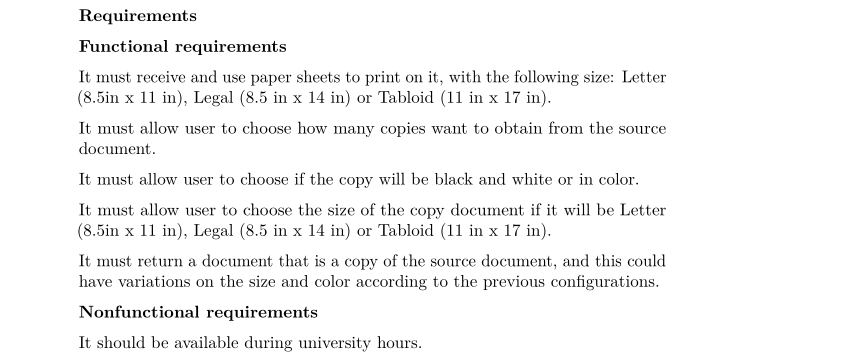 Requirements
Functional requirements
It must receive and use paper sheets to print on it, with the following size: Letter
(8.5in x 11 in), Legal (8.5 in x 14 in) or Tabloid (11 in x 17 in).
It must allow user to choose how many copies want to obtain from the source
document.
It must allow user to choose if the copy will be black and white or in color.
It must allow user to choose the size of the copy document if it will be Letter
(8.5in x 11 in), Legal (8.5 in x 14 in) or Tabloid (11 in x 17 in).
It must return a document that is a copy of the source document, and this could
have variations on the size and color according to the previous configurations.
Nonfunctional requirements
It should be available during university hours.